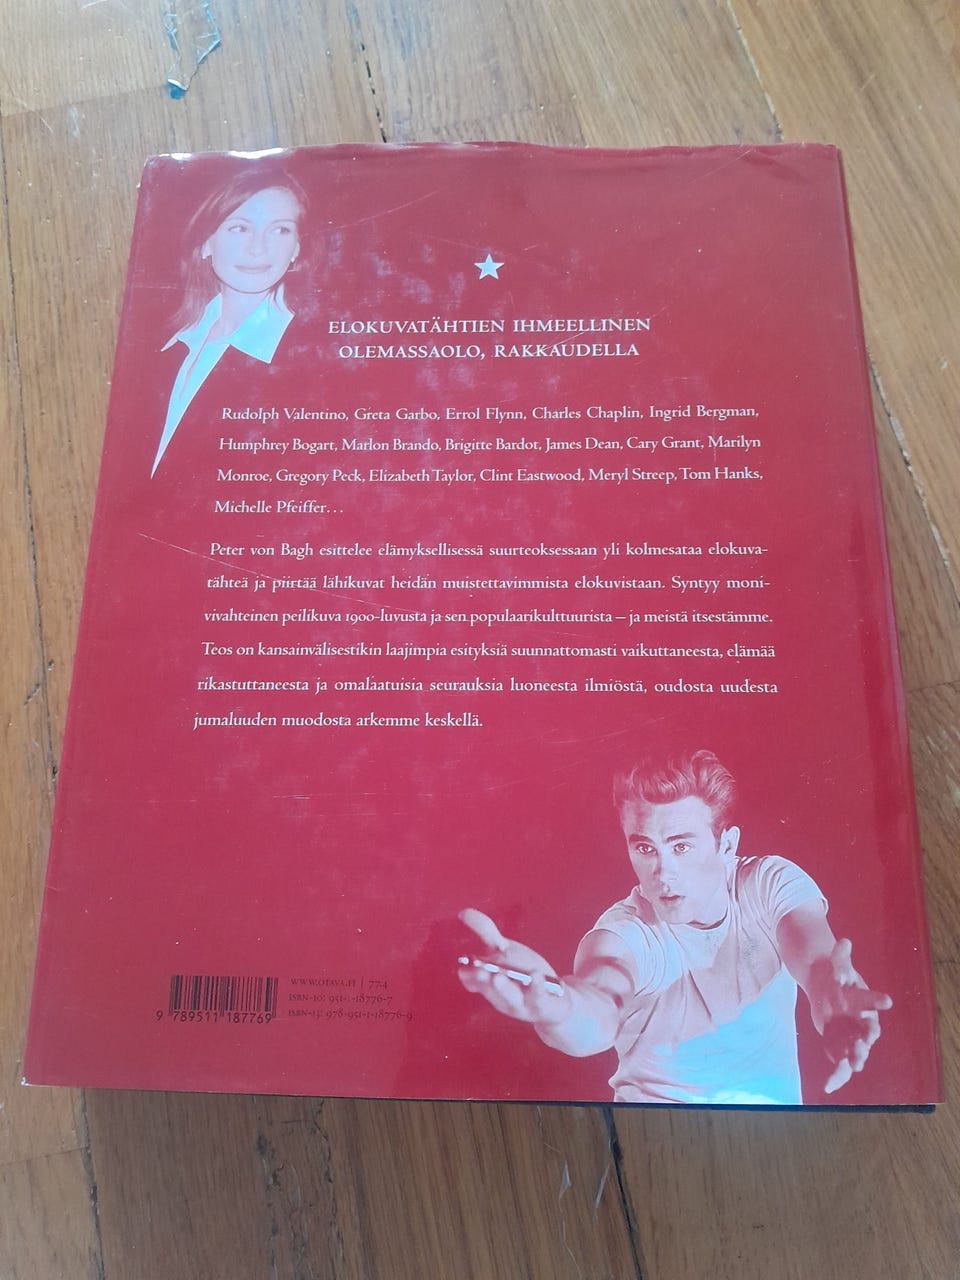 ELOKUVATÄHTIEN IHMEELLINEN
OLEMASSAOLO, RAKKAUDELLA
Rudolph Valentino, Greta Garbo, Errol Flynn, Charles Chaplin, Ingrid Bergman,
Humphrey Bogart, Marlon Brando, Brigitte Bardot, James Dean, Cary Grant, Marilyn
Monroe, Gregory Peck, Elizabeth Taylor, Clint Eastwood, Meryl Streep, Tom Hanks,
Michelle Pfeiffer…
Peter von Bagh esittelee elämyksellisessä suurteoksessaan yli kolmesataa elokuva-
tähteä ja piirtää lähikuvat heidän muistettavimmista elokuvistaan. Syntyy moni-
vivahteinen peilikuva 1900-luvusta ja sen populaarikulttuurista – ja meistä itsestämme.
Teos on kansainvälisestikin laajimpia esityksiä suunnattomasti vaikuttaneesta, elämää
rikastuttaneesta ja omalaatuisia seurauksia luoneesta ilmiöstä, oudosta uudesta
jumaluuden muodosta arkemme keskellä.
WWW.OTAVA.FI | 77.4
ISBN-10: 951-1-18776-7
ISBN-13: 978-951-1-18776-9
9 789511 187769